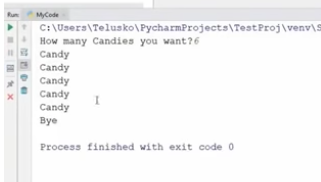 Run: MyCode
C:\Users\Telusko\PycharmProjects\TestProj\venv\S
How many Candies you want?6
Candy
Candy
Candy
Candy
Candy
Bye
Process finished with exit code 0